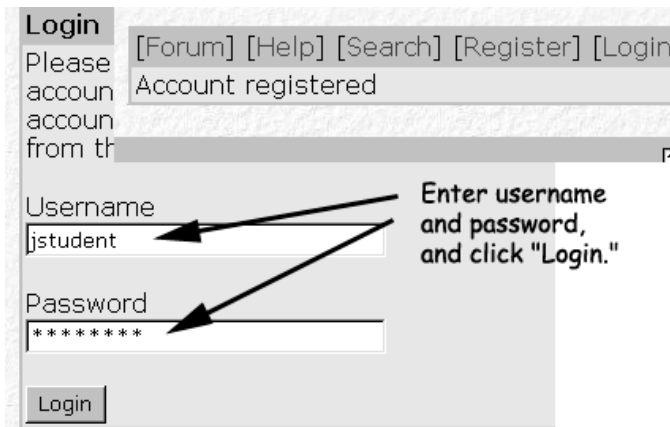 Login
[Forum] [Help] [Search] [Register] [Login
Please
Account registered
accoun
accoun
from th
Enter username
and password,
and click "Login."
Username
jstudent
Password
********
Login